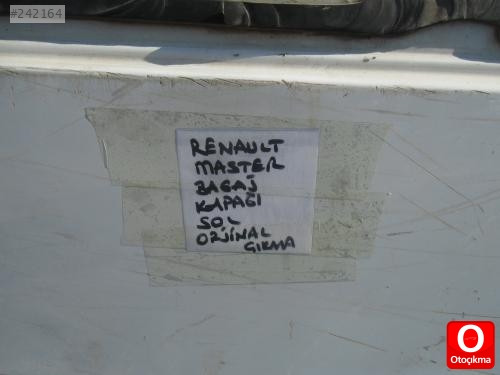 #242164
RENAULT
MASTER
BAGAJ
KAPAĞI
SOL
ORJİNAL
ÇIKMA
O
Otoçıkma